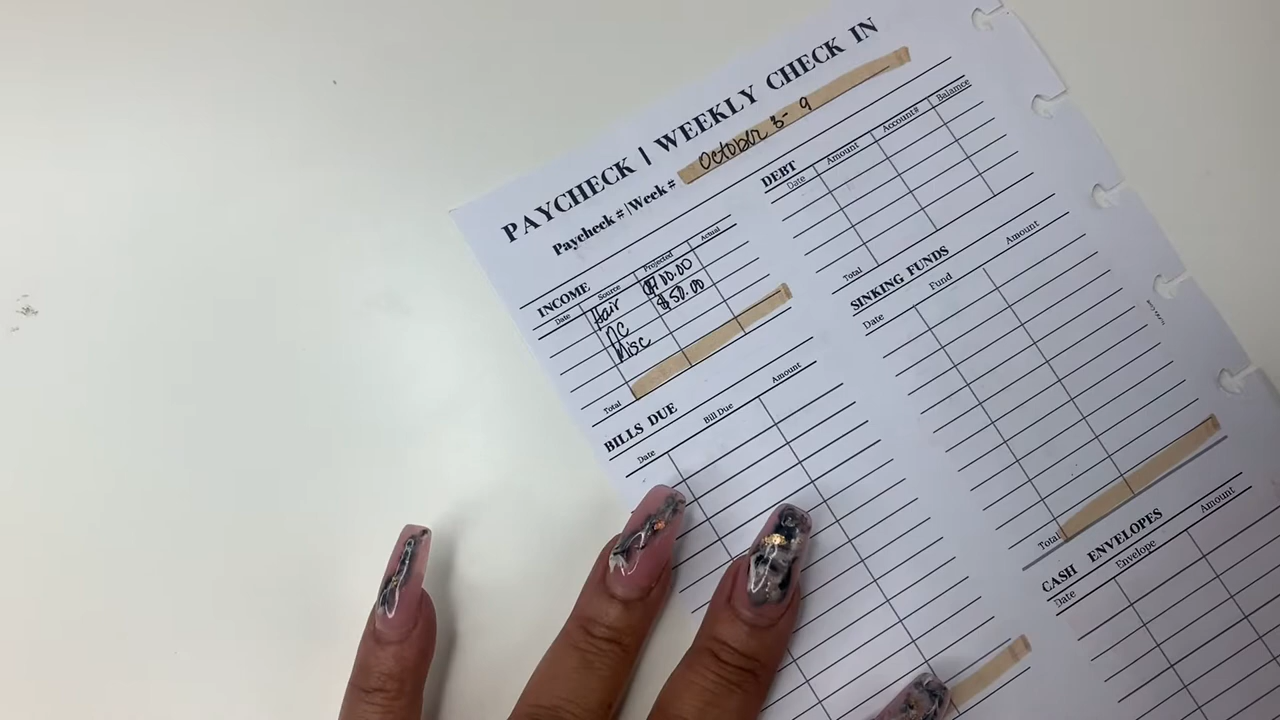 PAYCHECK | WEEKLY CHECK IN
Paycheck # |Week # October 3-9
INCOME
Date Source Projected Actual
Hair $100.00
DC $50.00
Misc
Total
BILLS DUE
Date Bill Due Amount
DEBT
Date Amount Account# Balance
Total
SINKING FUNDS
Date Fund Amount
Total
CASH ENVELOPES
Date Envelope Amount